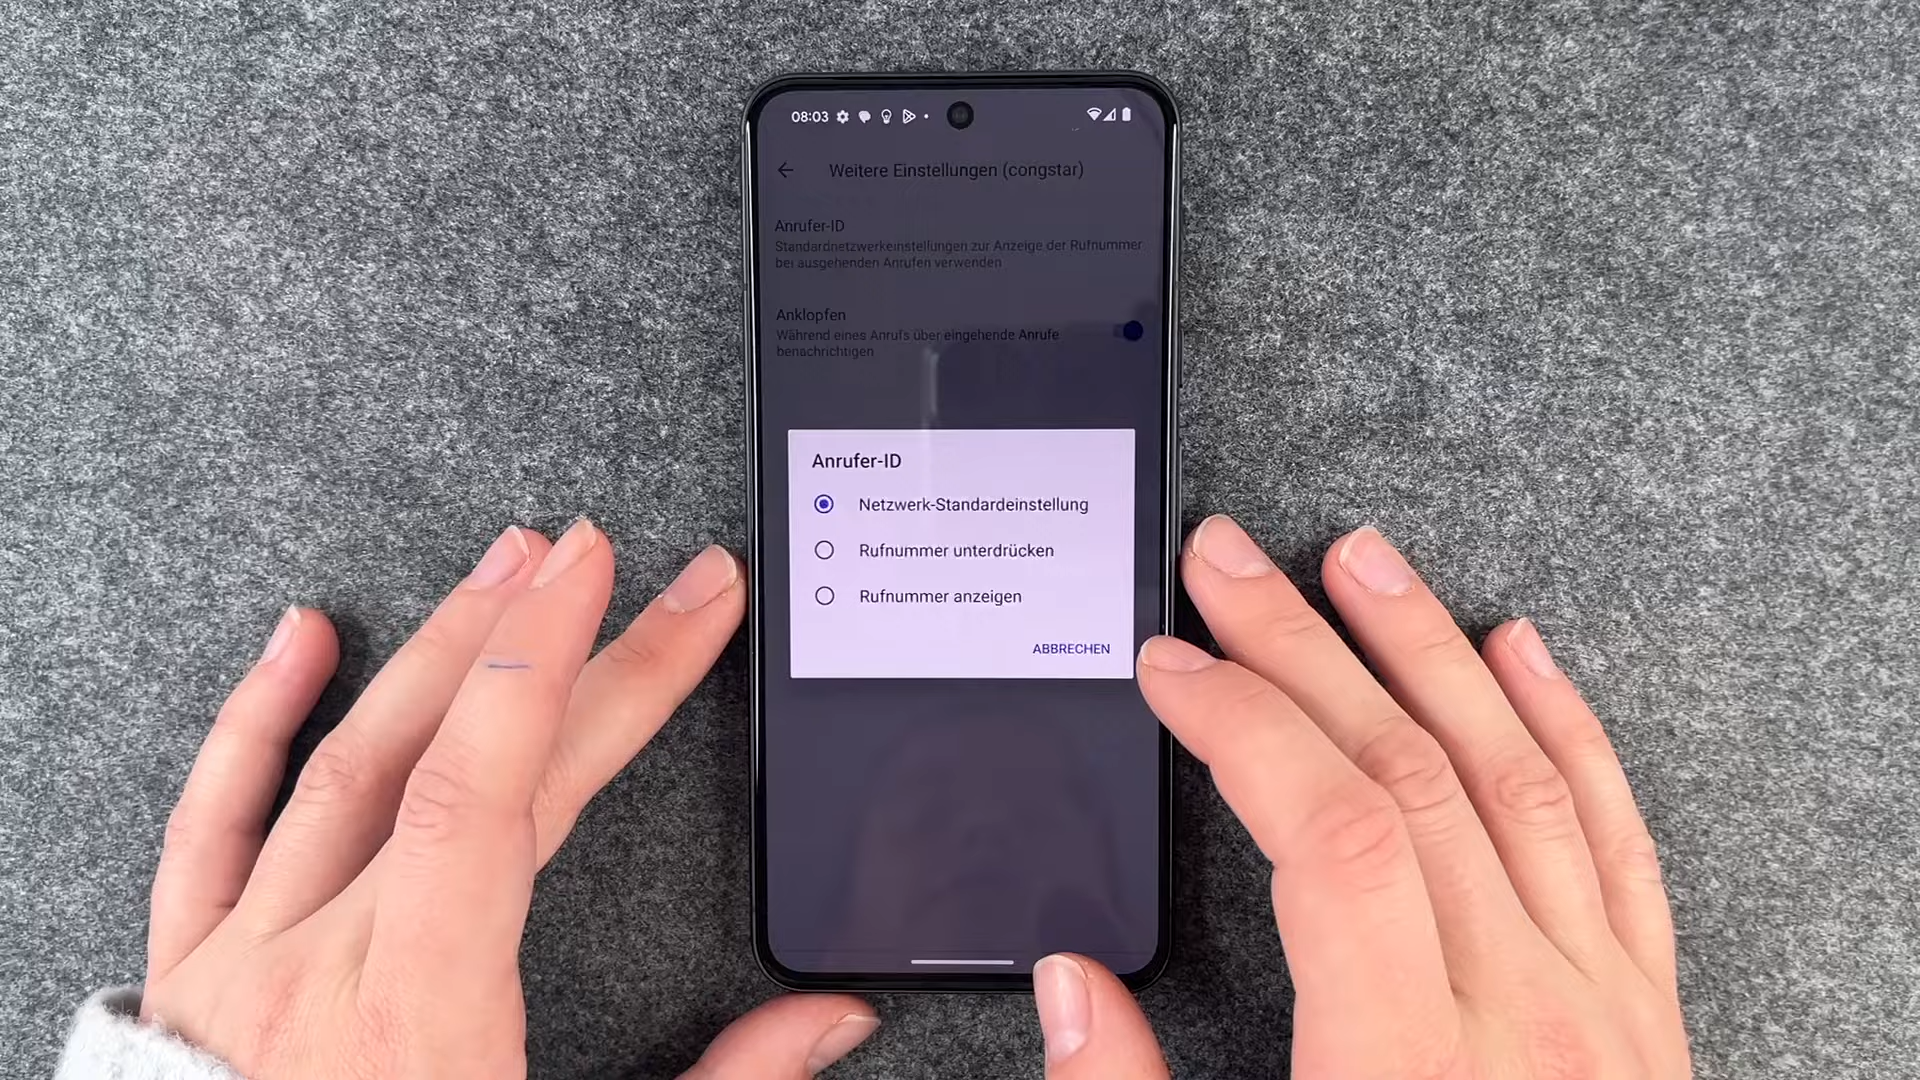 08:03
Weitere Einstellungen (congstar)
Anrufer-ID
Standardnetzwerkeinstellungen zur Anzeige der Rufnummer
bei ausgehenden Anrufen verwenden
Anklopfen
Während eines Anrufs über eingehende Anrufe
benachrichtigen
Anrufer-ID
Netzwerk-Standardeinstellung
Rufnummer unterdrücken
Rufnummer anzeigen
ABBRECHEN